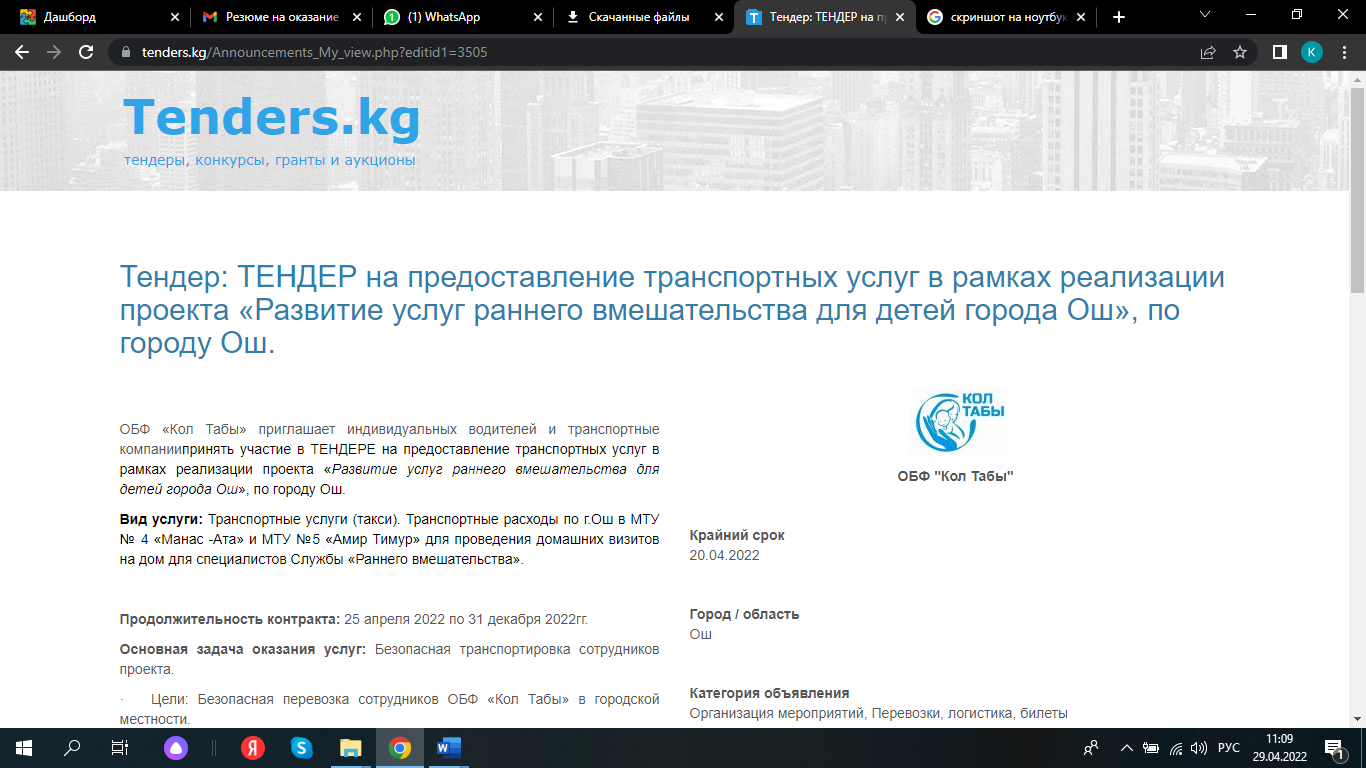 Дашборд
Резюме на оказание
(1) WhatsApp
Скачанные файлы
Тендер: ТЕНДЕР на пр
скриншот на ноутбук
tenders.kg/Announcements_My_view.php?editid1=3505
K
Tenders.kg
тендеры, конкурсы, гранты и аукционы
Тендер: ТЕНДЕР на предоставление транспортных услуг в рамках реализации
проекта «Развитие услуг раннего вмешательства для детей города Ош», по
городу Ош.
ОБФ «Кол Табы» приглашает индивидуальных водителей и транспортные
компаниипринять участие в ТЕНДЕРЕ на предоставление транспортных услуг в
рамках реализации проекта «Развитие услуг раннего вмешательства для
детей города Ош», по городу Ош.
Вид услуги: Транспортные услуги (такси). Транспортные расходы по г.Ош в МТУ
№ 4 «Манас -Ата» и МТУ №5 «Амир Тимур» для проведения домашних визитов
на дом для специалистов Службы «Раннего вмешательства».
Продолжительность контракта: 25 апреля 2022 по 31 декабря 2022гг.
Основная задача оказания услуг: Безопасная транспортировка сотрудников
проекта.
· Цели: Безопасная перевозка сотрудников ОБФ «Кол Табы» в городской
местности.
КОЛ
ТАБЫ
ОБФ "Кол Табы"
Крайний срок
20.04.2022
Город / область
Ош
Категория объявления
Организация мероприятий, Перевозки, логистика, билеты
РУС
11:09
29.04.2022
1